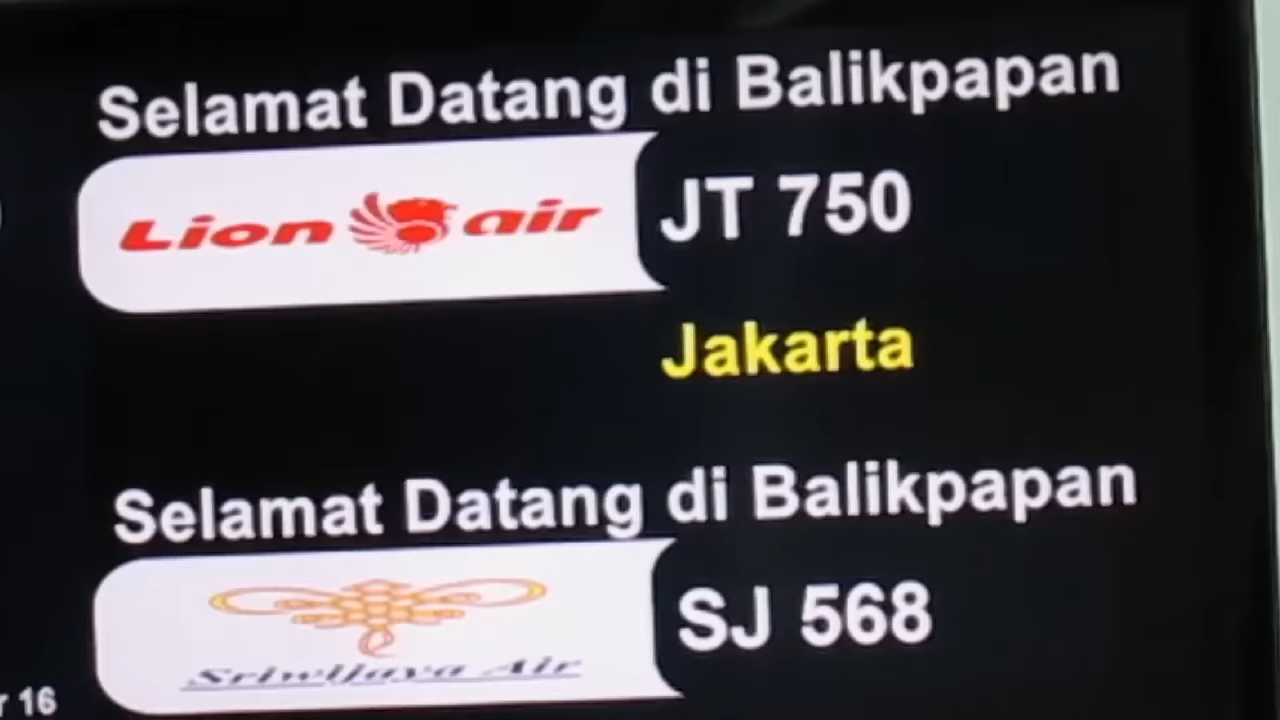 Selamat Datang di Balikpapan
Lion air
JT 750
Jakarta
Selamat Datang di Balikpapan
Sriwijaya Air
SJ 568
16